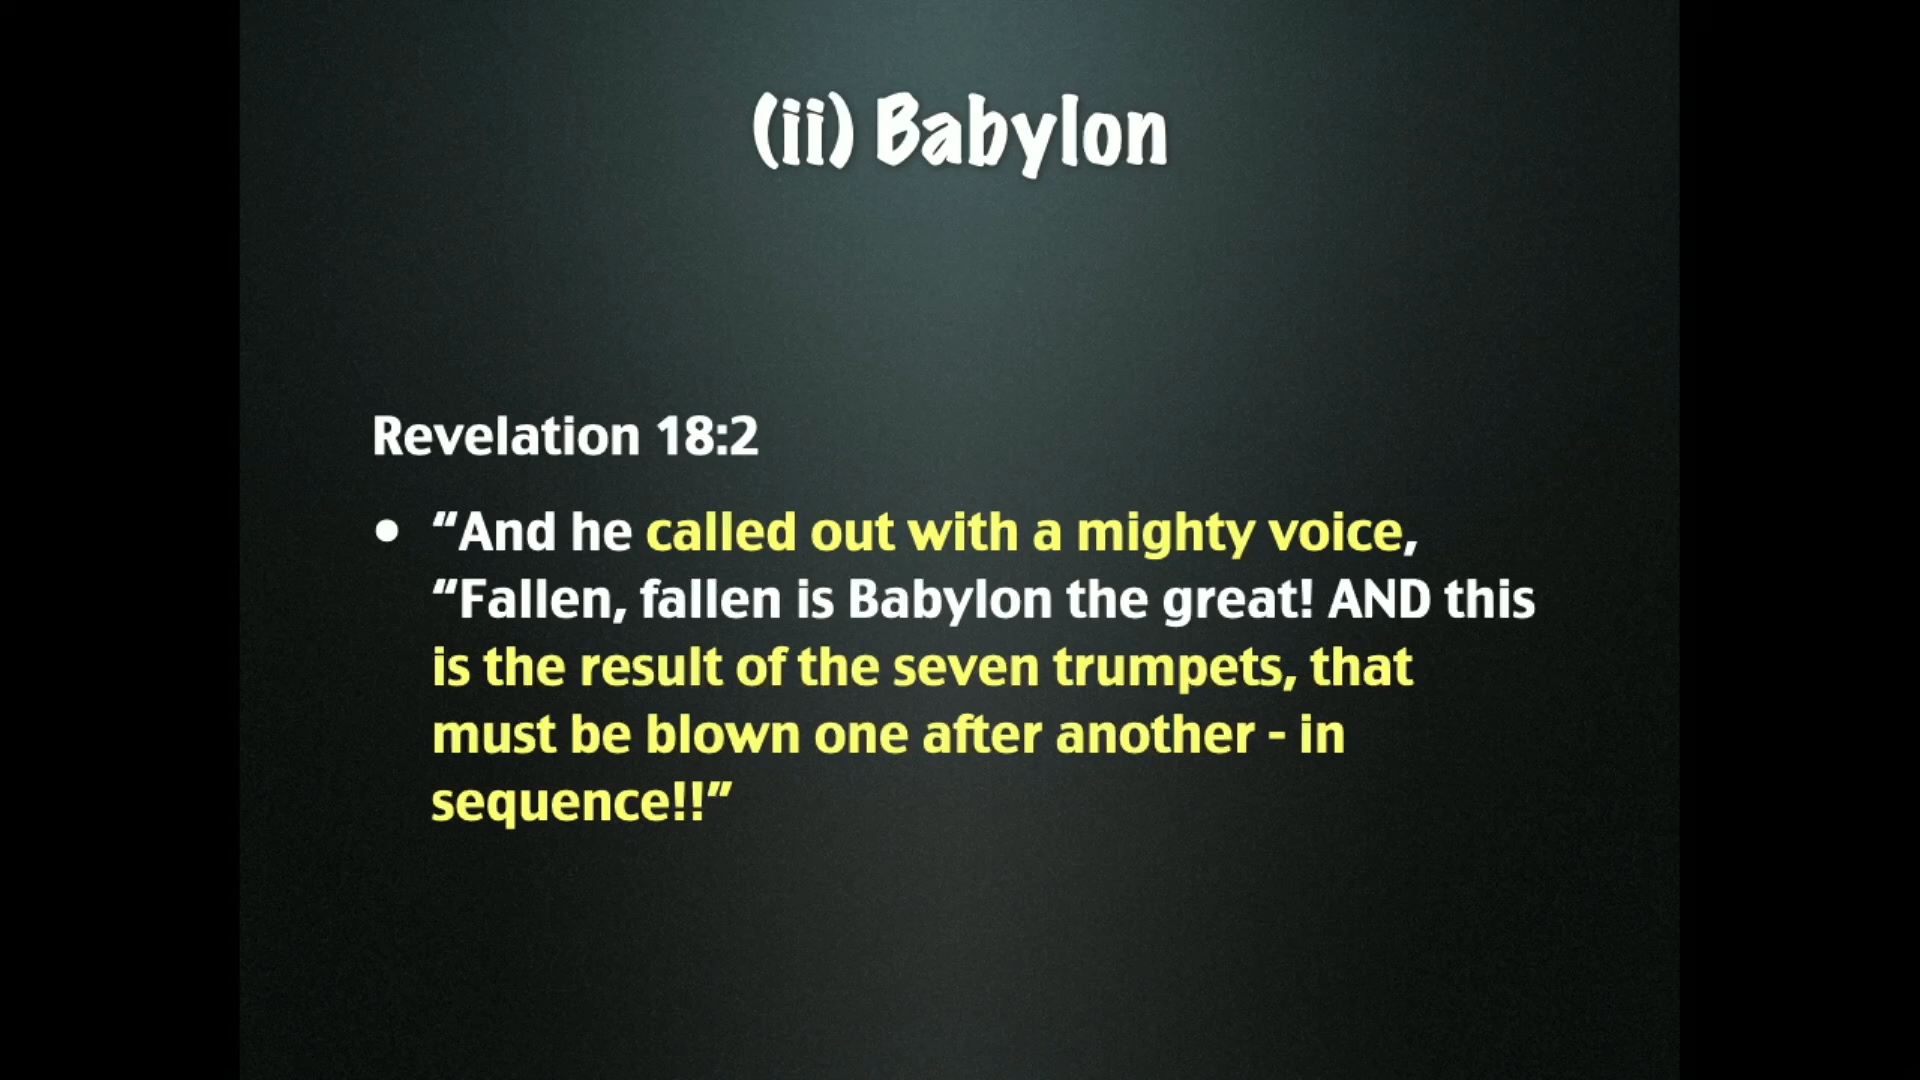 (ii) Babylon
Revelation 18:2
• “And he called out with a mighty voice,
“Fallen, fallen is Babylon the great! AND this
is the result of the seven trumpets, that
must be blown one after another - in
sequence!!”